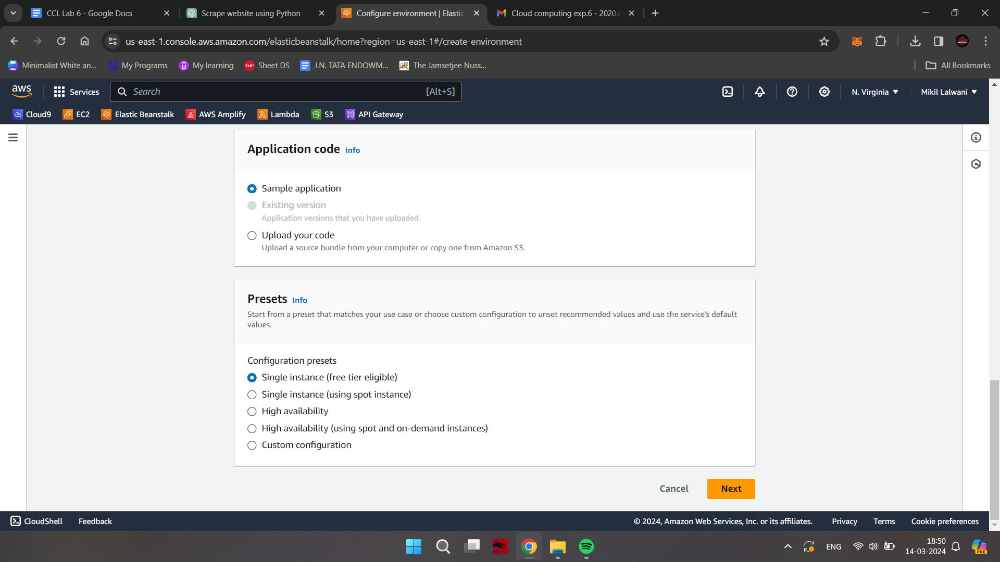 CCL Lab 6 - Google Docs
Scrape website using Python
Configure environment | Elastic
Cloud computing exp.6 - 2020.
us-east-1.console.aws.amazon.com/elasticbeanstalk/home?region=us-east-1#/create-environment
Minimalist White an...
My Programs
My learning
TUF
Sheet DS
J.N. TATA ENDOWM...
The Jamsetjee Nuss...
All Bookmarks
aws
Services
Search
[Alt+S]
N. Virginia
Mikil Lalwani
Cloud9
EC2
Elastic Beanstalk
AWS Amplify
Lambda
S3
API Gateway
Application code Info
Sample application
Existing version
Application versions that you have uploaded.
Upload your code
Upload a source bundle from your computer or copy one from Amazon S3.
Presets Info
Start from a preset that matches your use case or choose custom configuration to unset recommended values and use the service's default
values.
Configuration presets
Single instance (free tier eligible)
Single instance (using spot instance)
High availability
High availability (using spot and on-demand instances)
Custom configuration
Cancel
Next
CloudShell
Feedback
© 2024, Amazon Web Services, Inc. or its affiliates.
Privacy
Terms
Cookie preferences
ENG
18:50
14-03-2024
PRE